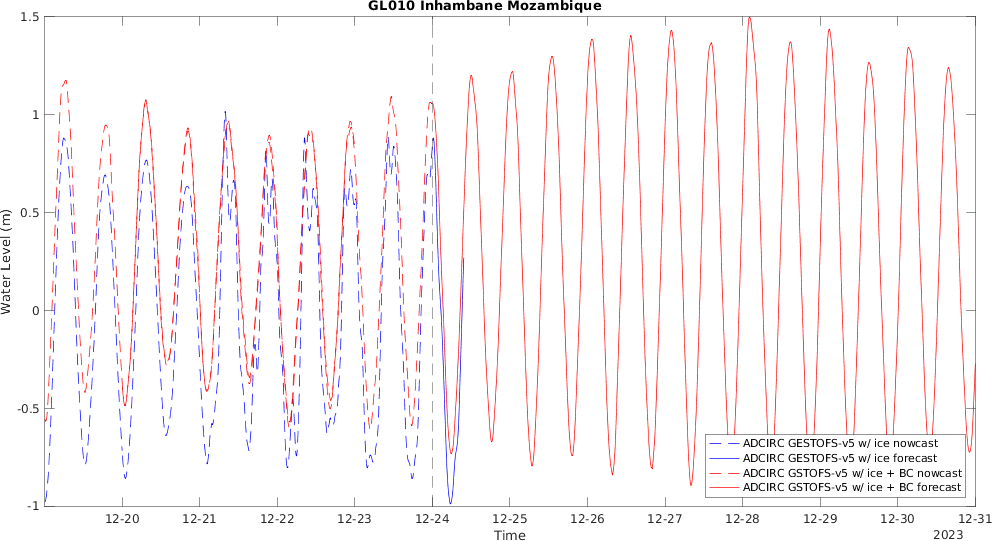 GL010 Inhambane Mozambique
1.5
1
0.5
0
-0.5
-1
Water Level (m)
12-20
12-21
12-22
12-23
12-24
12-25
12-26
12-27
12-28
12-29
12-30
12-31
Time
2023
ADCIRC GESTOFS-v5 w/ ice nowcast
ADCIRC GESTOFS-v5 w/ ice forecast
ADCIRC GSTOFS-v5 w/ ice + BC nowcast
ADCIRC GSTOFS-v5 w/ ice + BC forecast